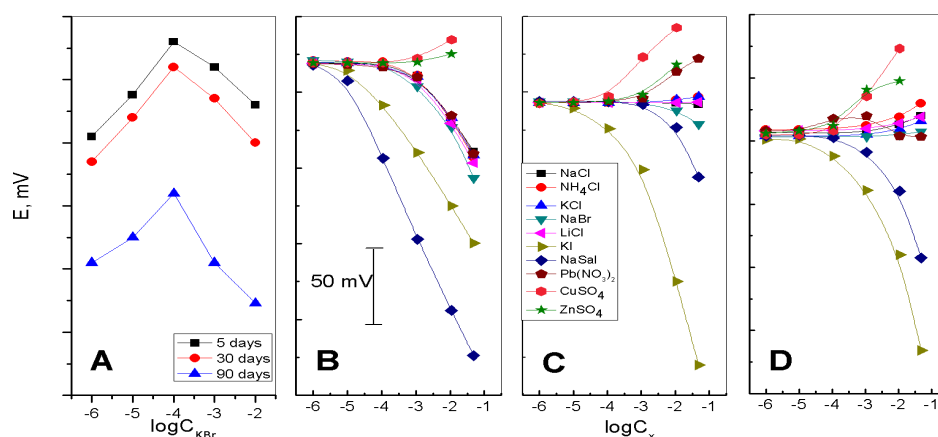 E, mV
A
5 days
30 days
90 days
-6 -5 -4 -3 -2
logC_KBr
B
50 mV
-6 -5 -4 -3 -2 -1
C
NaCl
NH₄Cl
KCl
NaBr
LiCl
KI
NaSal
Pb(NO₃)₂
CuSO₄
ZnSO₄
-6 -5 -4 -3 -2 -1
logC_x
D
-6 -5 -4 -3 -2 -1